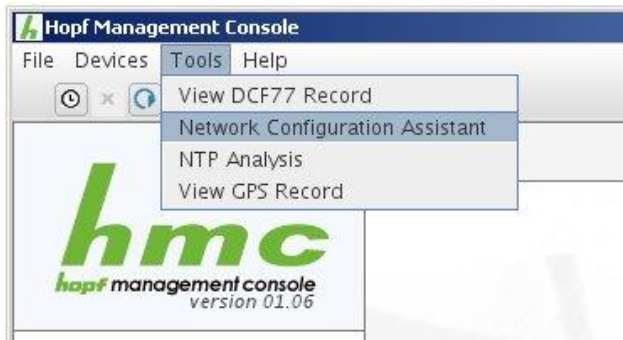 Hopf Management Console
File Devices Tools Help
View DCF77 Record
Network Configuration Assistant
NTP Analysis
View GPS Record
hmc
hopf management console
version 01.06